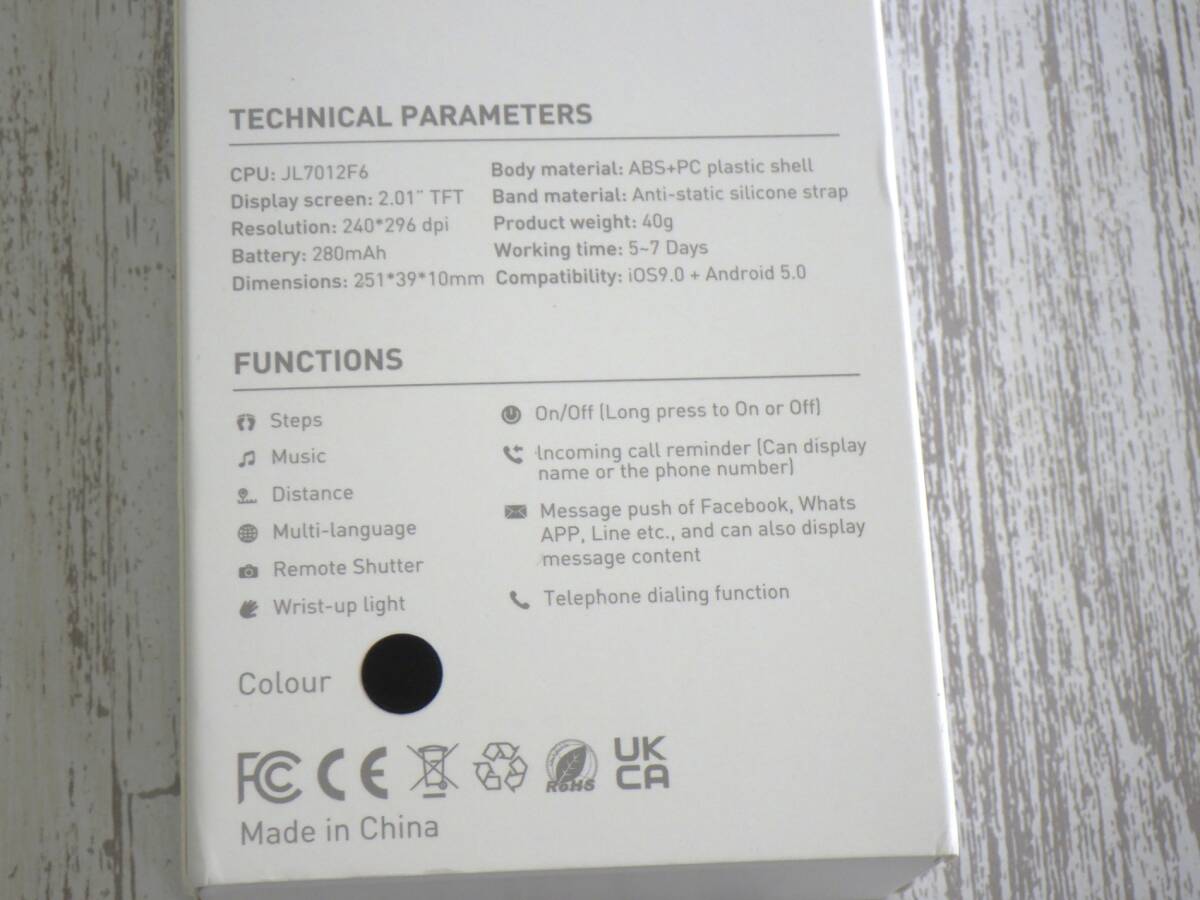 TECHNICAL PARAMETERS
CPU: JL7012F6
Display screen: 2.01" TFT
Resolution: 240*296 dpi
Battery: 280mAh
Dimensions: 251*39*10mm
Body material: ABS+PC plastic shell
Band material: Anti-static silicone strap
Product weight: 40g
Working time: 5~7 Days
Compatibility: iOS9.0 + Android 5.0
FUNCTIONS
Steps
Music
Distance
Multi-language
Remote Shutter
Wrist-up light
On/Off (Long press to On or Off)
Incoming call reminder (Can display
name or the phone number)
Message push of Facebook, Whats
APP, Line etc., and can also display
message content
Telephone dialing function
Colour
FC CE RoHS UK
CA
Made in China